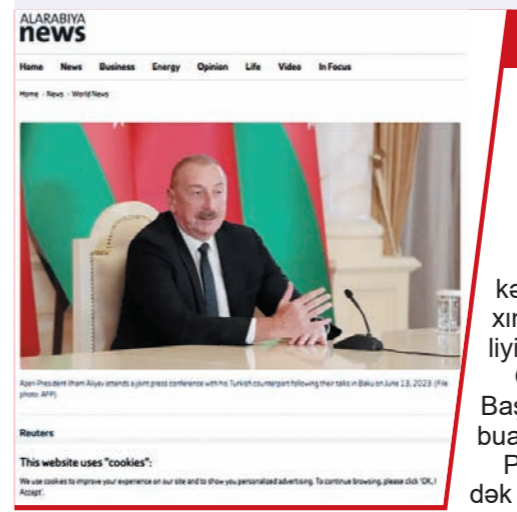 ALARABIYA
news
Home News Business Energy Opinion Life Video In Focus
Home News World News
Azeri President Ilham Aliyev attends a joint press conference with his Turkish counterpart following their talks in Baku on June 13, 2023. (File
photo: AFP)
Reuters
This website uses "cookies":
We use cookies to improve your experience on our site and to show you personalized advertising. To continue browsing, please click 'OK, I
Accept'.
xır
liyi
Bas
bua
P
dək